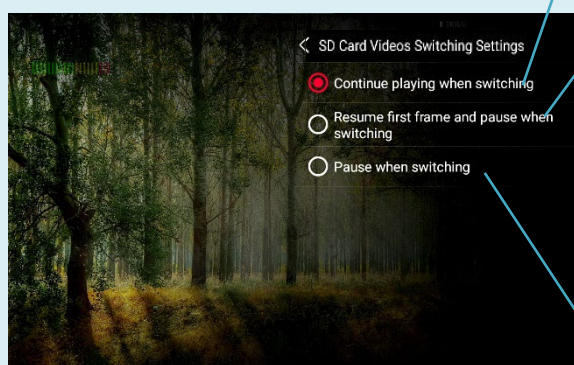 SD Card Videos Switching Settings
Continue playing when switching
Resume first frame and pause when
switching
Pause when switching